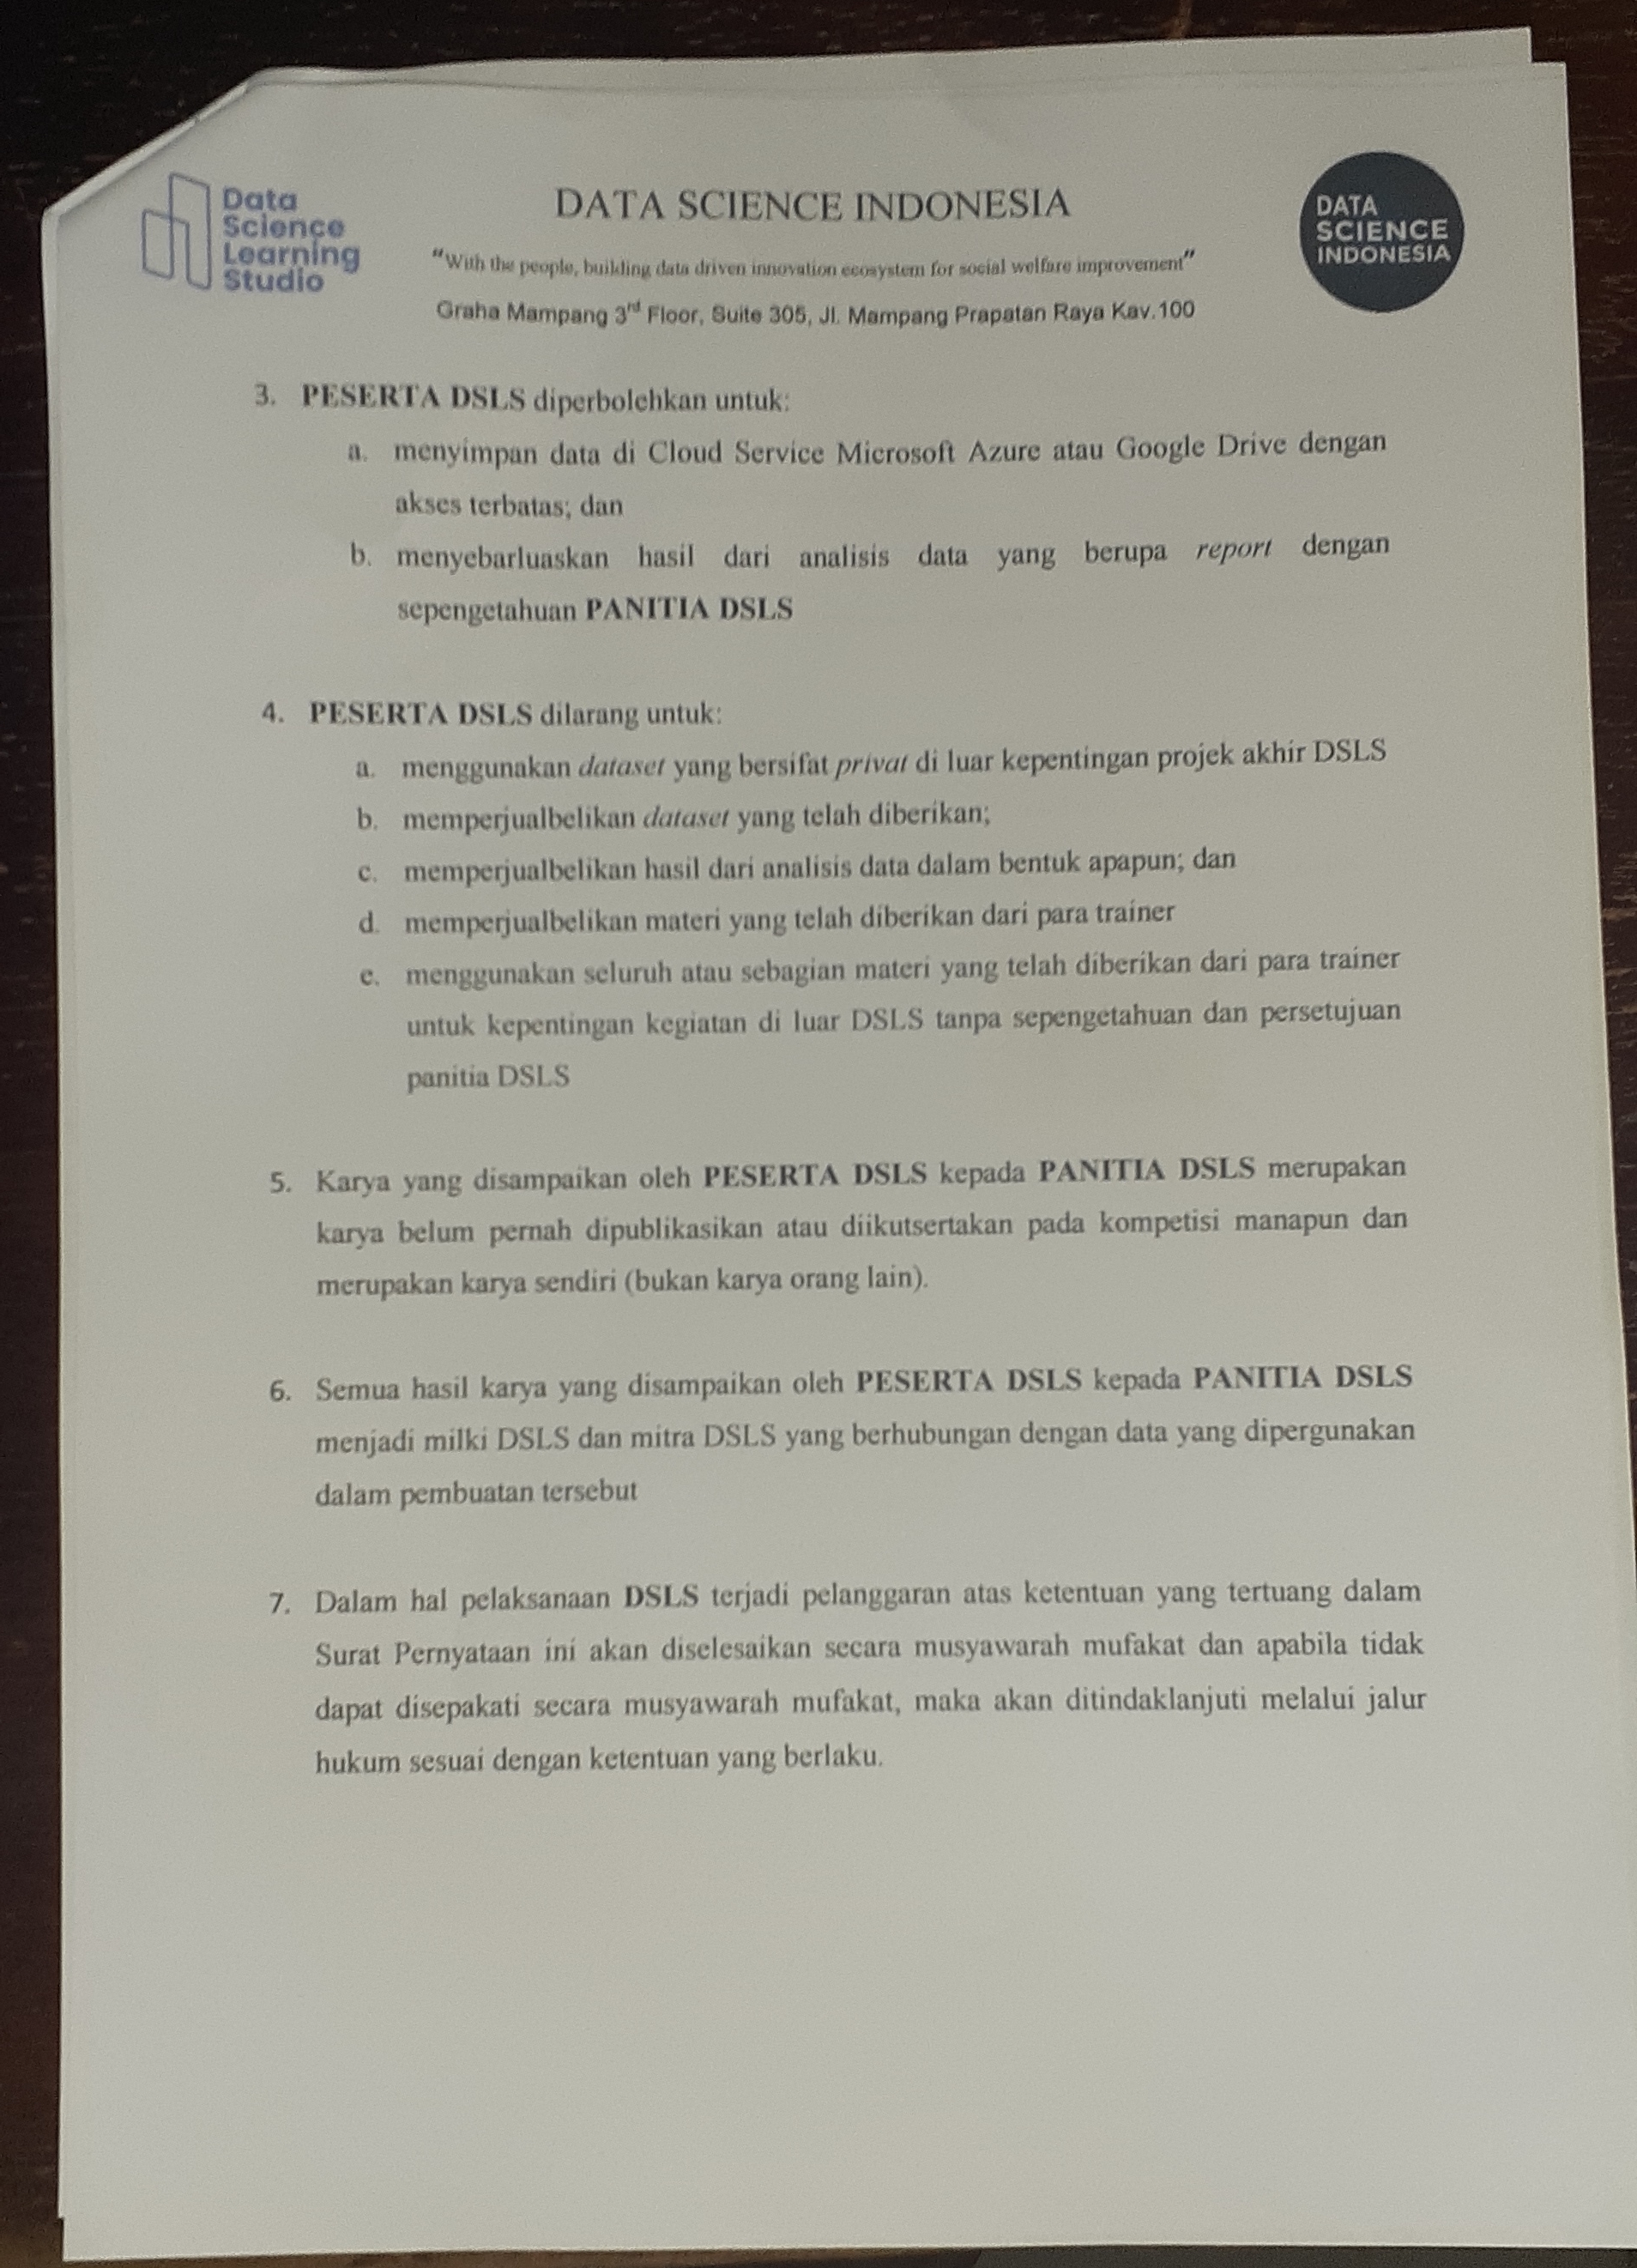 Data
Science
Learning
Studio
DATA SCIENCE INDONESIA
"With the people, building data driven innovation ecosystem for social welfare improvement"
Graha Mampang 3rd Floor, Suite 305, Jl. Mampang Prapatan Raya Kav.100
DATA
SCIENCE
INDONESIA
3. PESERTA DSLS diperbolehkan untuk:
a. menyimpan data di Cloud Service Microsoft Azure atau Google Drive dengan
akses terbatas; dan
b. menyebarluaskan hasil dari analisis data yang berupa report dengan
sepengetahuan PANITIA DSLS
4. PESERTA DSLS dilarang untuk:
a. menggunakan dataset yang bersifat privat di luar kepentingan projek akhir DSLS
b. memperjualbelikan dataset yang telah diberikan;
c. memperjualbelikan hasil dari analisis data dalam bentuk apapun; dan
d. memperjualbelikan materi yang telah diberikan dari para trainer
e. menggunakan seluruh atau sebagian materi yang telah diberikan dari para trainer
untuk kepentingan kegiatan di luar DSLS tanpa sepengetahuan dan persetujuan
panitia DSLS
5. Karya yang disampaikan oleh PESERTA DSLS kepada PANITIA DSLS merupakan
karya belum pernah dipublikasikan atau diikutsertakan pada kompetisi manapun dan
merupakan karya sendiri (bukan karya orang lain).
6. Semua hasil karya yang disampaikan oleh PESERTA DSLS kepada PANITIA DSLS
menjadi milki DSLS dan mitra DSLS yang berhubungan dengan data yang dipergunakan
dalam pembuatan tersebut
7. Dalam hal pelaksanaan DSLS terjadi pelanggaran atas ketentuan yang tertuang dalam
Surat Pernyataan ini akan diselesaikan secara musyawarah mufakat dan apabila tidak
dapat disepakati secara musyawarah mufakat, maka akan ditindaklanjuti melalui jalur
hukum sesuai dengan ketentuan yang berlaku.